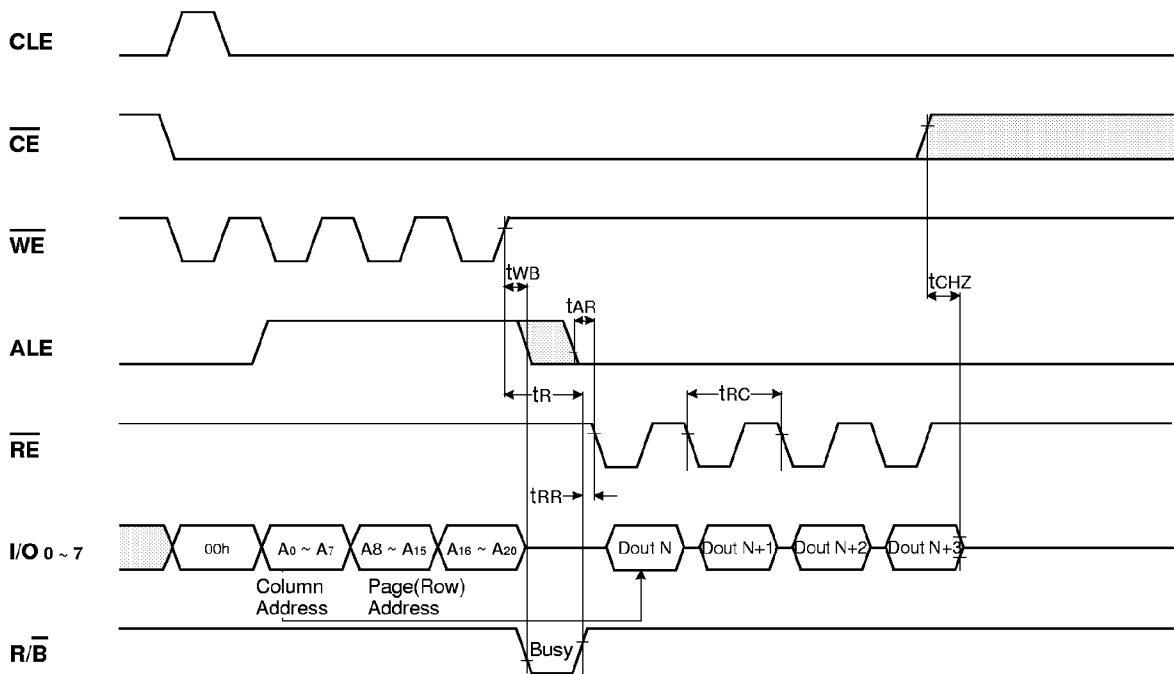 CLE
CE
WE
tWB
tCHZ
tAR
ALE
tR
tRC
RE
tRR
I/O 0 ~ 7
00h
A0 ~ A7
A8 ~ A15
A16 ~ A20
Dout N
Dout N+1
Dout N+2
Dout N+3
Column
Address
Page(Row)
Address
R/B
Busy